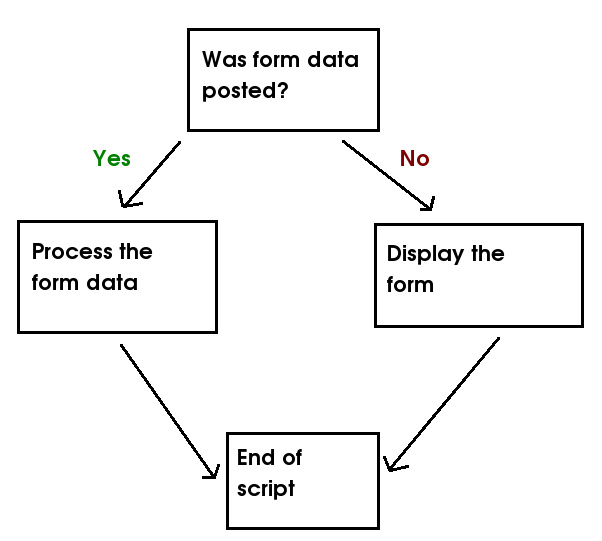 Was form data
posted?
Yes
No
Process the
form data
Display the
form
End of
script